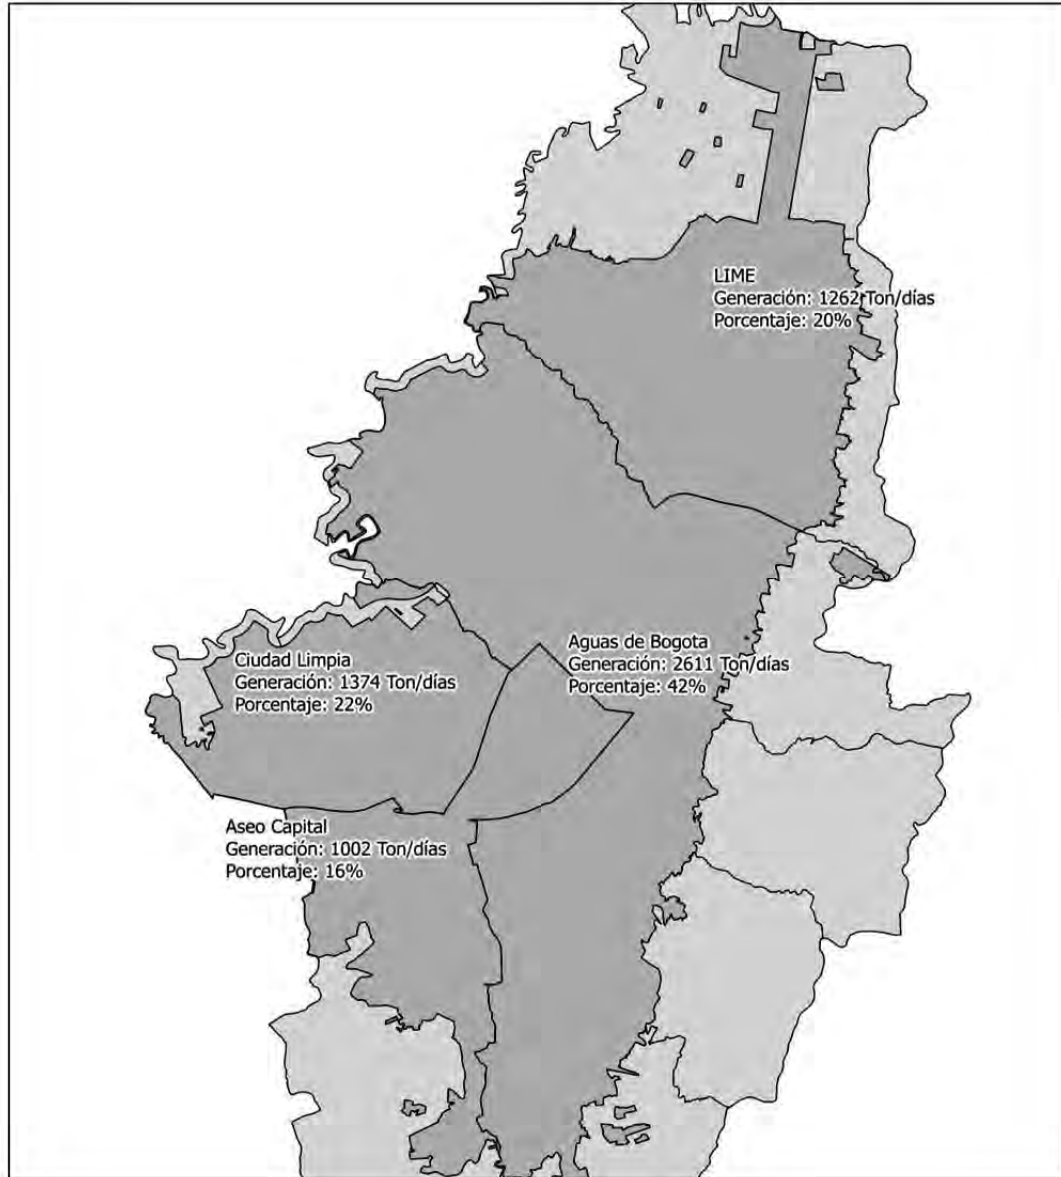 LIME
Generación: 1262 Ton/días
Porcentaje: 20%
Aguas de Bogota
Generación: 2611 Ton/días
Porcentaje: 42%
Ciudad Limpia
Generación: 1374 Ton/días
Porcentaje: 22%
Aseo Capital
Generación: 1002 Ton/días
Porcentaje: 16%